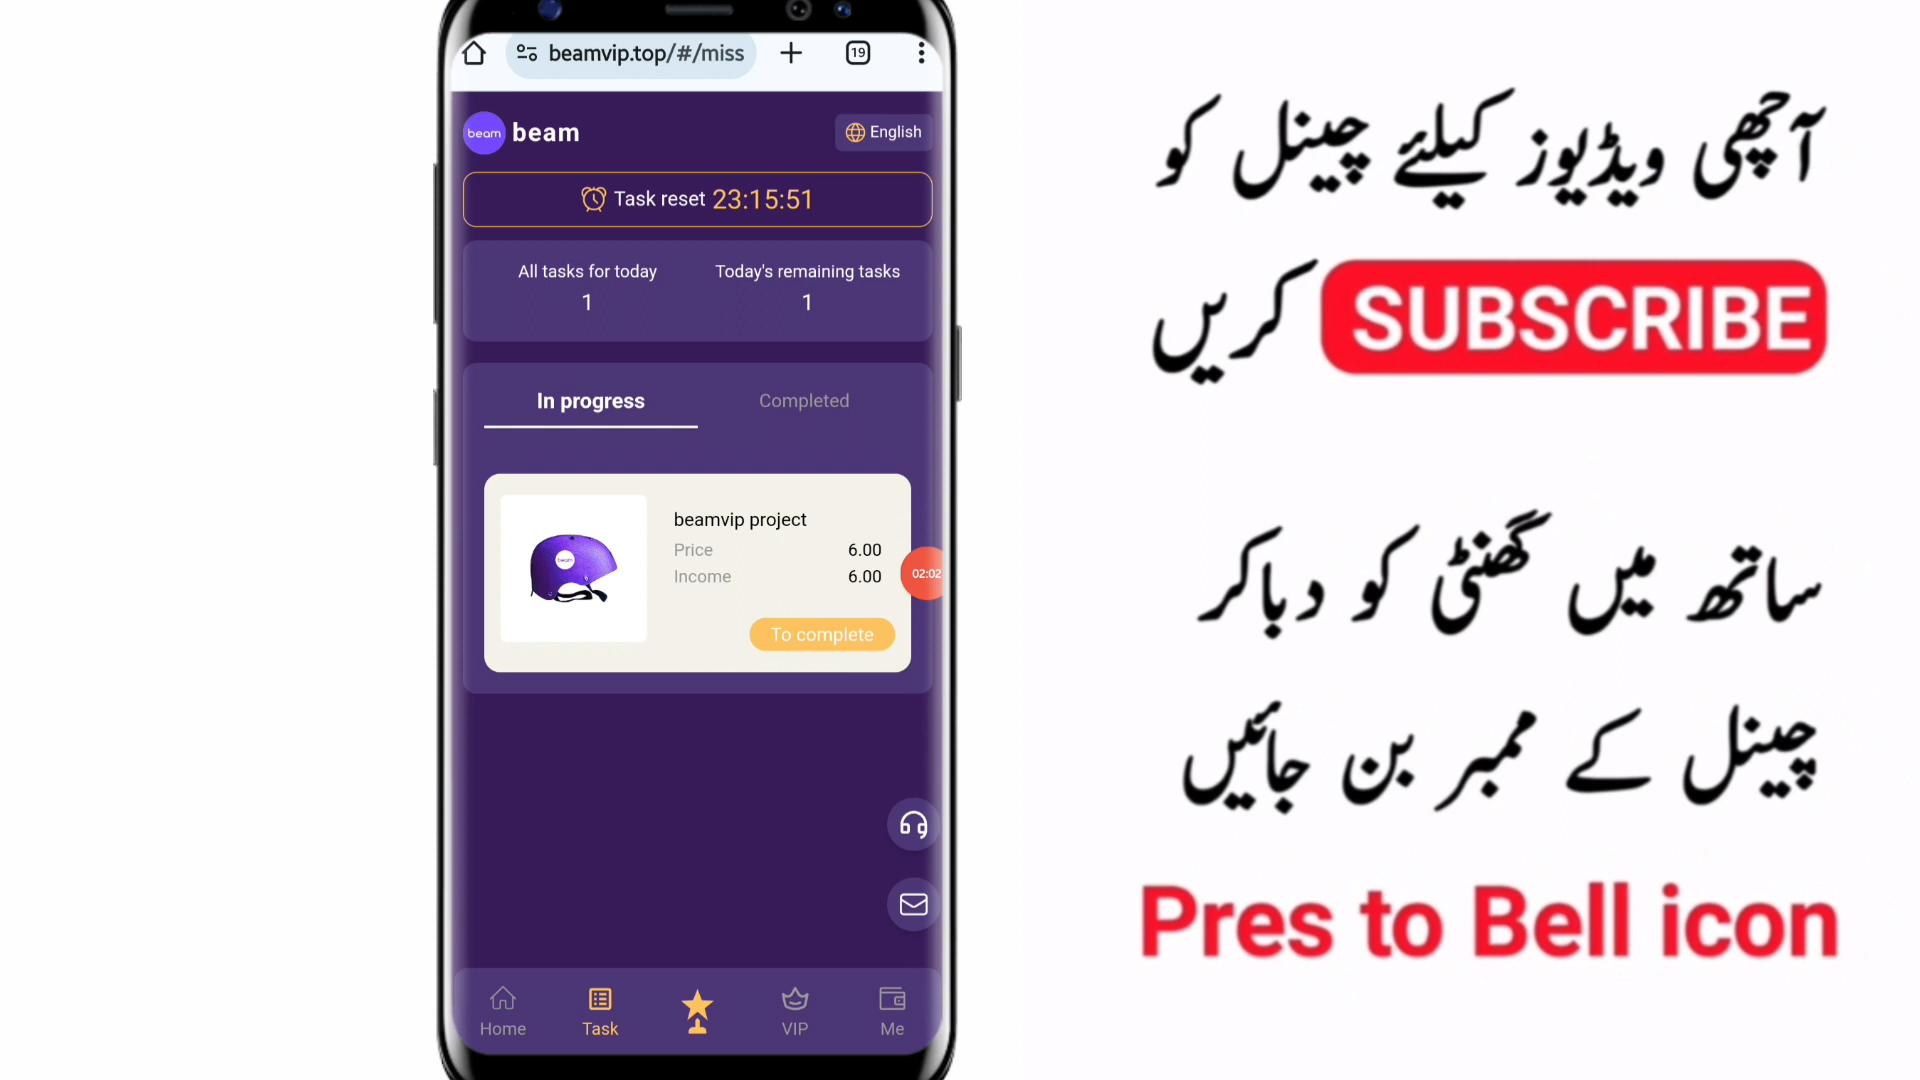 19
beamvip.top/#/miss
beam beam
English
Task reset 23:15:51
All tasks for today
1
Today's remaining tasks
1
In progress
Completed
beam
beamvip project
Price 6.00
Income 6.00
02:02
To complete
Home
Task
VIP
Me
آچھی ویڈیوز کیلئے چینل کو
SUBSCRIBE کریں
ساتھ میں گھنٹی کو دباکر
چینل کے ممبر بن جائیں
Pres to Bell icon